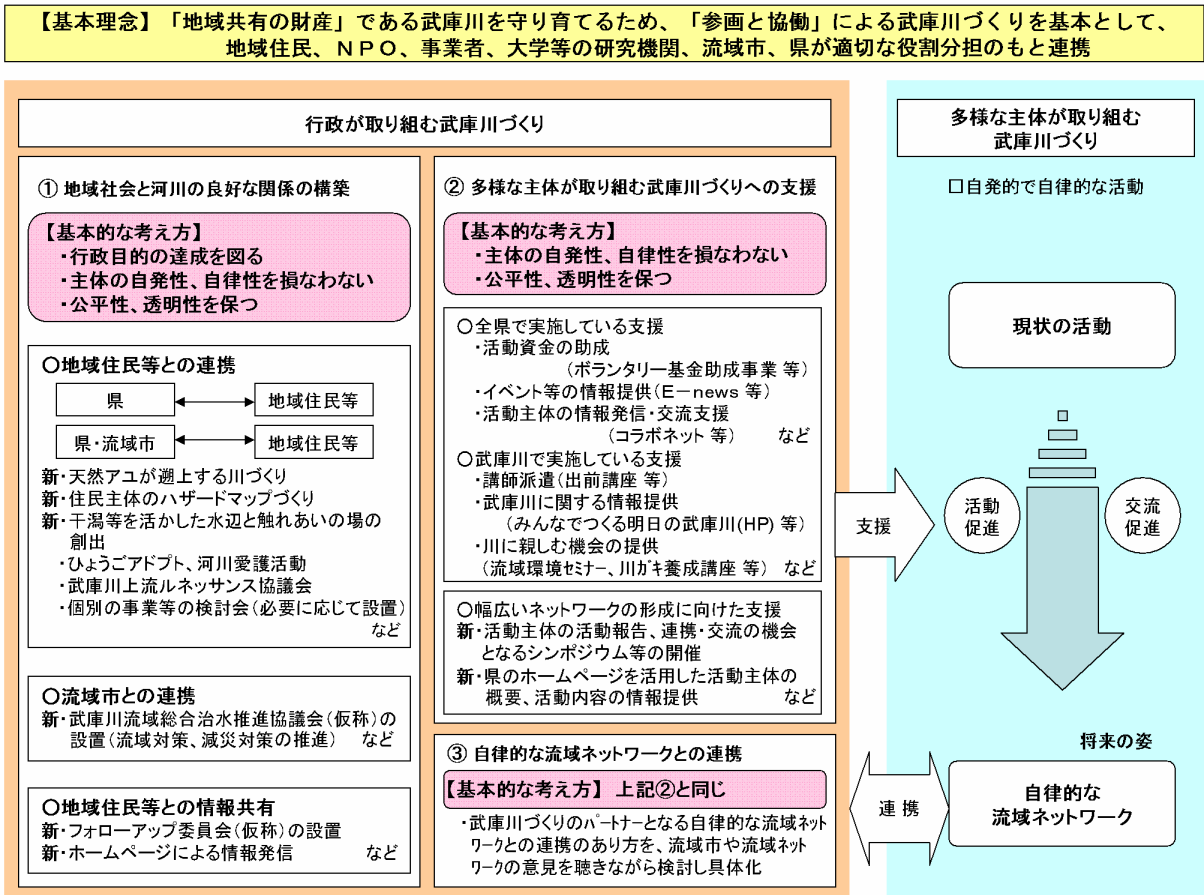 【基本理念】「地域共有の財産」である武庫川を守り育てるため、「参画と協働」による武庫川づくりを基本として、
地域住民、ＮＰＯ、事業者、大学等の研究機関、流域市、県が適切な役割分担のもと連携
行政が取り組む武庫川づくり
① 地域社会と河川の良好な関係の構築
【基本的な考え方】
・行政目的の達成を図る
・主体の自発性、自律性を損なわない
・公平性、透明性を保つ
○地域住民等との連携
県
地域住民等
県・流域市
地域住民等
新・天然アユが遡上する川づくり
新・住民主体のハザードマップづくり
新・干潟等を活かした水辺と触れあいの場の
創出
・ひょうごアドプト、河川愛護活動
・武庫川上流ルネッサンス協議会
・個別の事業等の検討会（必要に応じて設置）
など
○流域市との連携
新・武庫川流域総合治水推進協議会（仮称）の
設置（流域対策、減災対策の推進） など
○地域住民等との情報共有
新・フォローアップ委員会（仮称）の設置
新・ホームページによる情報発信 など
② 多様な主体が取り組む武庫川づくりへの支援
【基本的な考え方】
・主体の自発性、自律性を損なわない
・公平性、透明性を保つ
○全県で実施している支援
・活動資金の助成
（ボランタリー基金助成事業 等）
・イベント等の情報提供（Ｅ－news 等）
・活動主体の情報発信・交流支援
（コラボネット 等） など
○武庫川で実施している支援
・講師派遣（出前講座 等）
・武庫川に関する情報提供
（みんなでつくる明日の武庫川(HP) 等）
・川に親しむ機会の提供
（流域環境セミナー、川ｶﾞｷ養成講座 等） など
○幅広いネットワークの形成に向けた支援
新・活動主体の活動報告、連携・交流の機会
となるシンポジウム等の開催
新・県のホームページを活用した活動主体の
概要、活動内容の情報提供 など
③ 自律的な流域ネットワークとの連携
【基本的な考え方】 上記②と同じ
・武庫川づくりのﾊﾟｰﾄﾅｰとなる自律的な流域ﾈｯﾄ
ﾜｰｸとの連携のあり方を、流域市や流域ﾈｯﾄ
ﾜｰｸの意見を聴きながら検討し具体化
支援
連携
多様な主体が取り組む
武庫川づくり
□自発的で自律的な活動
現状の活動
活動
促進
交流
促進
将来の姿
自律的な
流域ネットワーク